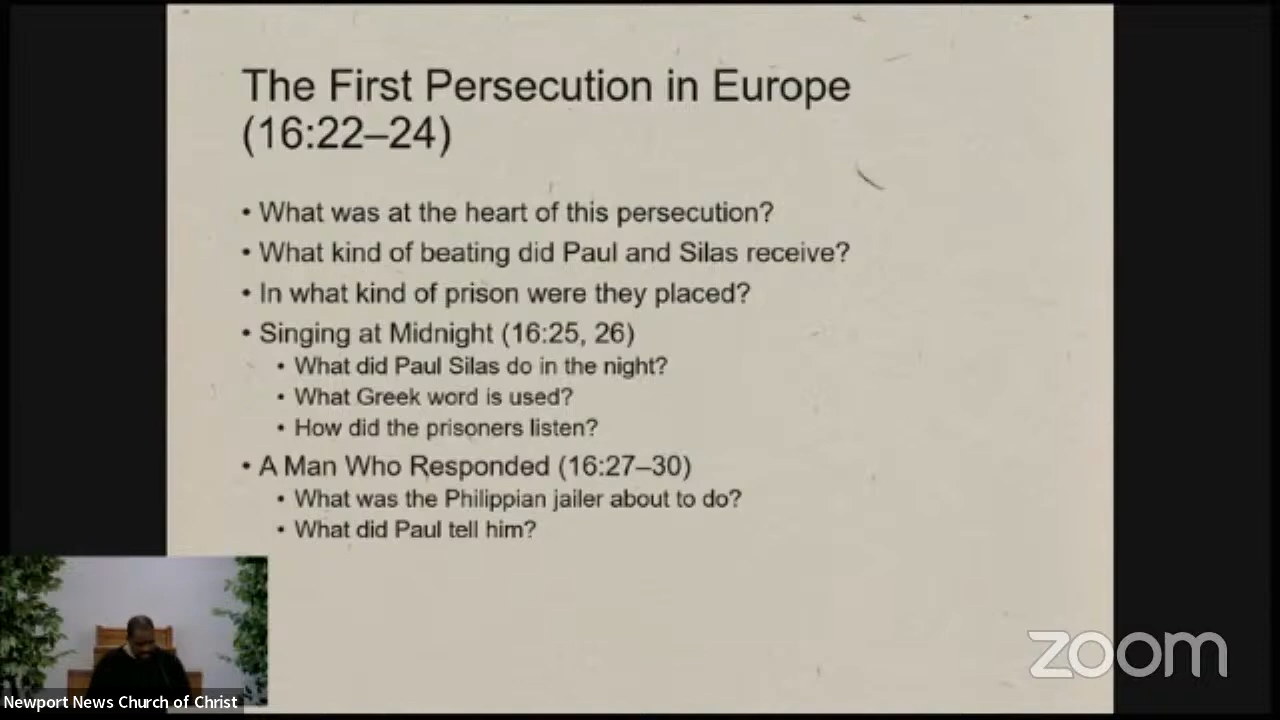 The First Persecution in Europe
(16:22–24)
• What was at the heart of this persecution?
• What kind of beating did Paul and Silas receive?
• In what kind of prison were they placed?
• Singing at Midnight (16:25, 26)
• What did Paul Silas do in the night?
• What Greek word is used?
• How did the prisoners listen?
• A Man Who Responded (16:27–30)
• What was the Philippian jailer about to do?
• What did Paul tell him?
zoom
Newport News Church of Christ